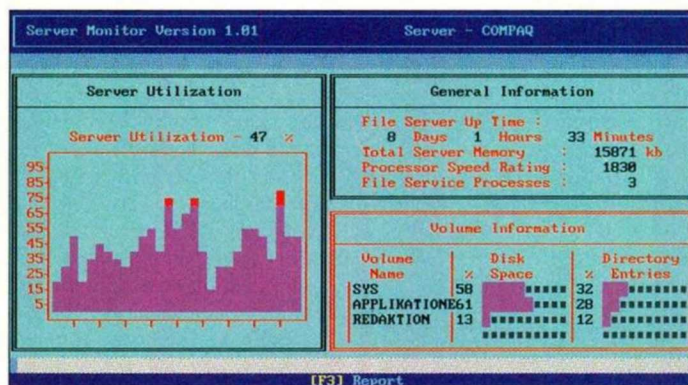 Server Monitor Version 1.01 Server - COMPAQ
Server Utilization
Server Utilization - 47 %
95
85
75
65
55
45
35
25
15
5
General Information
File Server Up Time :
8 Days 1 Hours 33 Minutes
Total Server Memory : 15871 kb
Processor Speed Rating : 1830
File Service Processes : 3
Volume Information
Volume Name % Disk Space % Directory Entries
SYS 58 32
APPLIKATIONE61 28
REDAKTION 13 12
[F3] Report